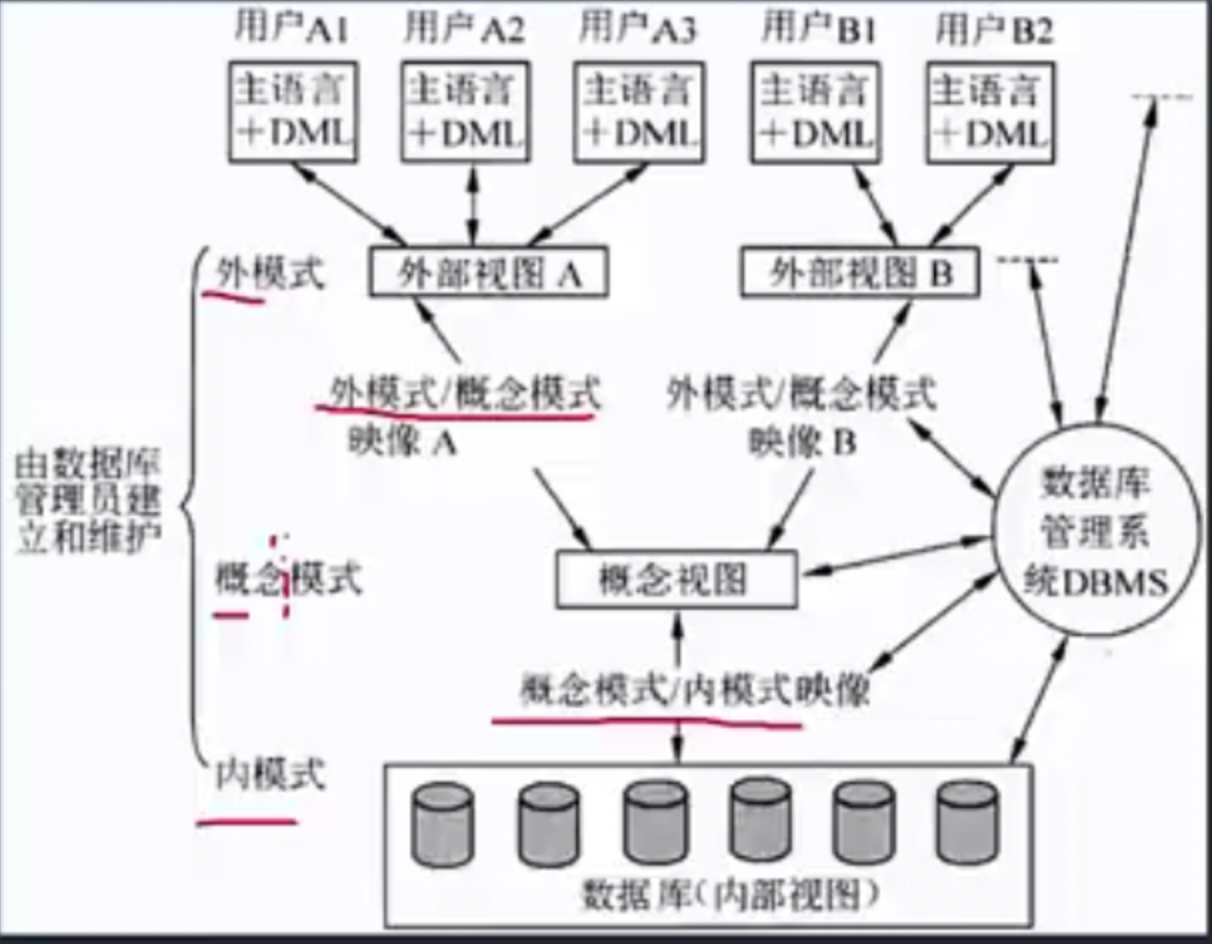 用户A1
用户A2
用户A3
用户B1
用户B2
主语言
+DML
主语言
+DML
主语言
+DML
主语言
+DML
主语言
+DML
外模式
外部视图 A
外部视图 B
外模式/概念模式
映像 A
外模式/概念模式
映像 B
由数据库
管理员建
立和维护
数据库
管理系
统DBMS
概念模式
概念视图
概念模式/内模式映像
内模式
数据库(内部视图)